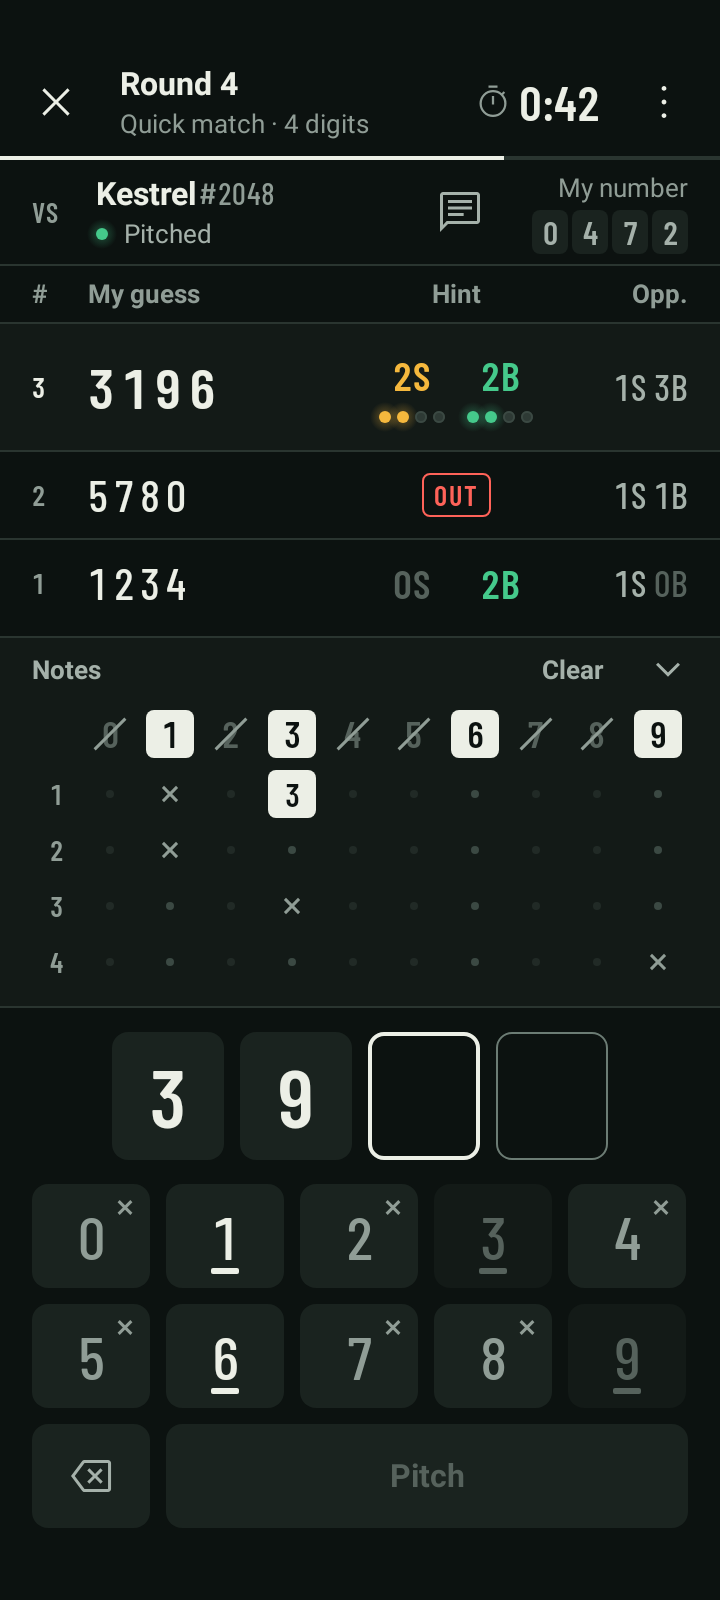 Round 4
Quick match · 4 digits
0:42
VS
Kestrel #2048
Pitched
My number
0 4 7 2
# My guess Hint Opp.
3 3196 2S 2B 1S 3B
2 5780 OUT 1S 1B
1 1234 0S 2B 1S 0B
Notes Clear
0 1 2 3 4 5 6 7 8 9
1 × 3
2 ×
3 ×
4 ×
3 9
0 × 1 2 × 3 4 ×
5 × 6 7 × 8 × 9
Pitch